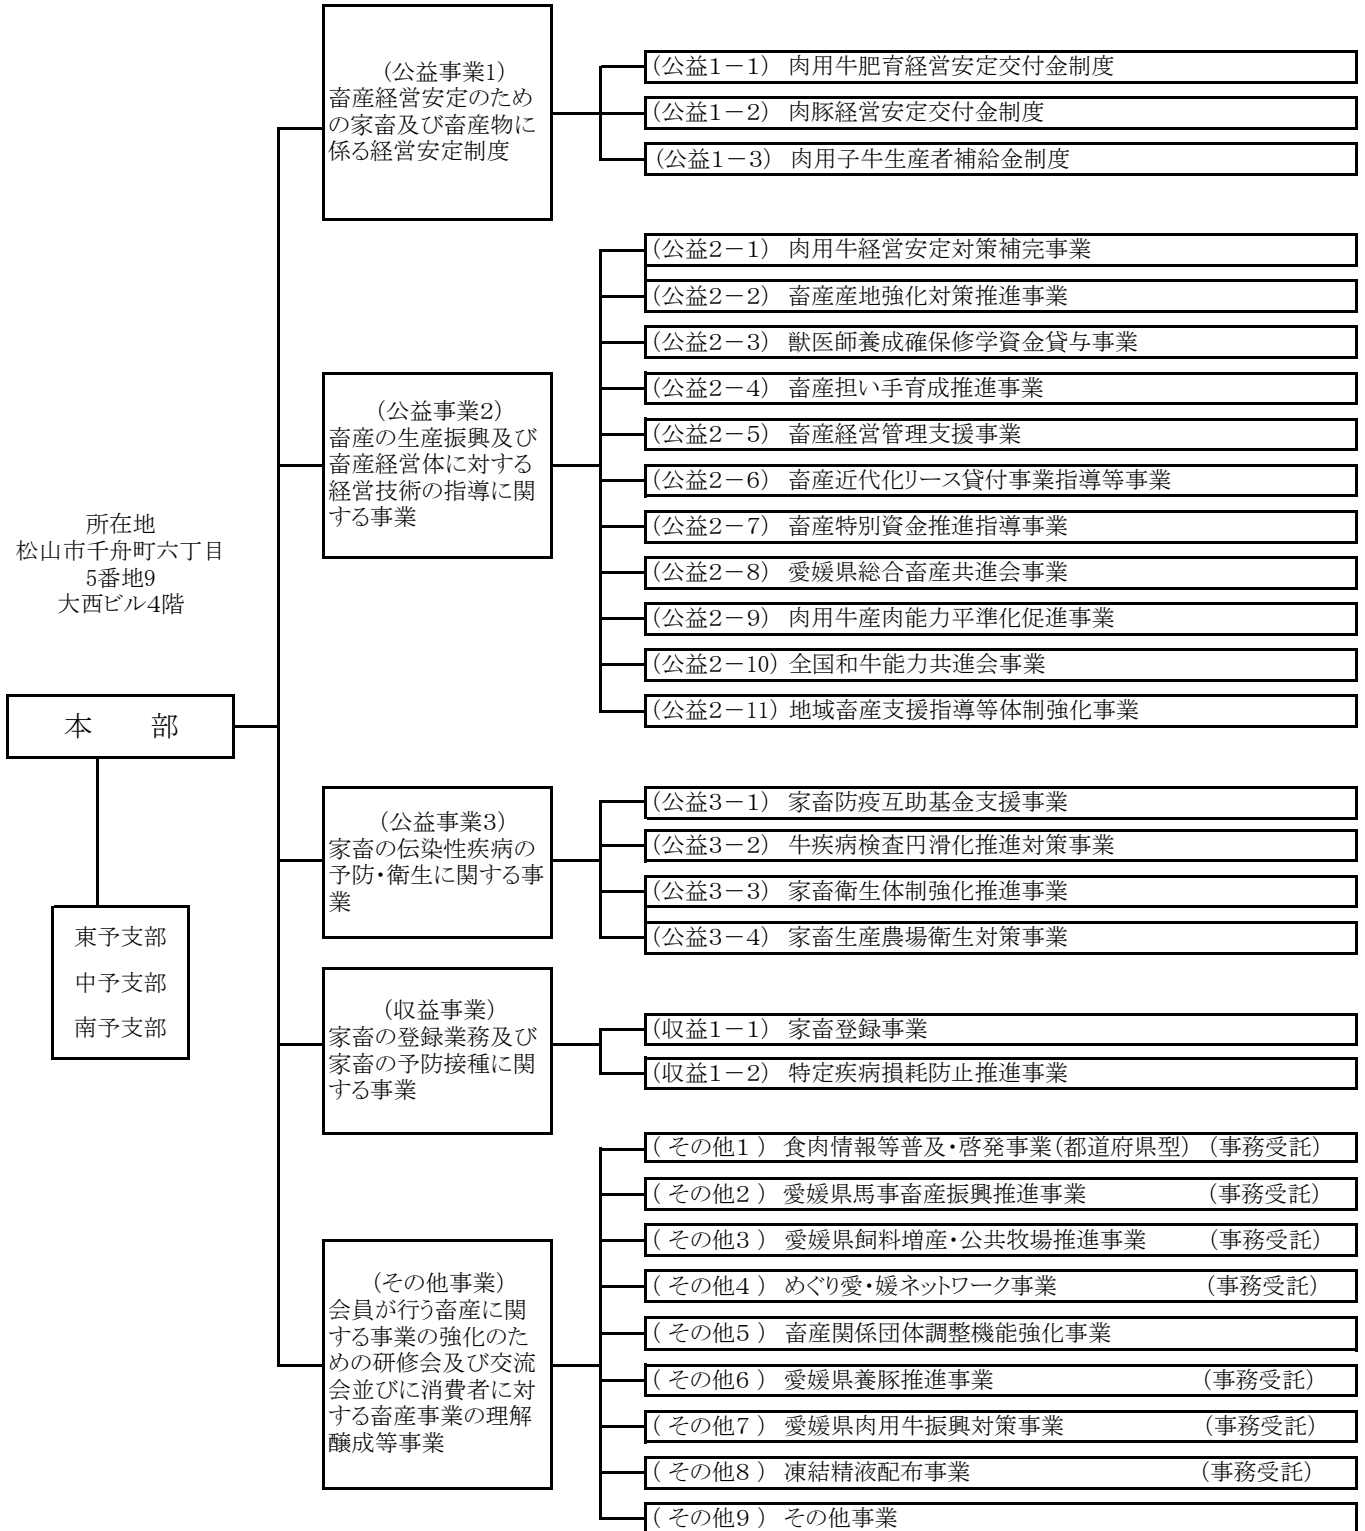 所在地
松山市千舟町六丁目
5番地9
大西ビル4階
本　　部
東予支部
中予支部
南予支部
(公益事業1)
畜産経営安定のため
の家畜及び畜産物に
係る経営安定制度
(公益1－1) 肉用牛肥育経営安定交付金制度
(公益1－2) 肉豚経営安定交付金制度
(公益1－3) 肉用子牛生産者補給金制度
(公益事業2)
畜産の生産振興及び
畜産経営体に対する
経営技術の指導に関
する事業
(公益2－1) 肉用牛経営安定対策補完事業
(公益2－2) 畜産産地強化対策推進事業
(公益2－3) 獣医師養成確保修学資金貸与事業
(公益2－4) 畜産担い手育成推進事業
(公益2－5) 畜産経営管理支援事業
(公益2－6) 畜産近代化リース貸付事業指導等事業
(公益2－7) 畜産特別資金推進指導事業
(公益2－8) 愛媛県総合畜産共進会事業
(公益2－9) 肉用牛産肉能力平準化促進事業
(公益2－10) 全国和牛能力共進会事業
(公益2－11) 地域畜産支援指導等体制強化事業
(公益事業3)
家畜の伝染性疾病の
予防・衛生に関する事
業
(公益3－1) 家畜防疫互助基金支援事業
(公益3－2) 牛疾病検査円滑化推進対策事業
(公益3－3) 家畜衛生体制強化推進事業
(公益3－4) 家畜生産農場衛生対策事業
(収益事業)
家畜の登録業務及び
家畜の予防接種に関
する事業
(収益1－1) 家畜登録事業
(収益1－2) 特定疾病損耗防止推進事業
(その他事業)
会員が行う畜産に関
する事業の強化のた
めの研修会及び交流
会並びに消費者に対
する畜産事業の理解
醸成等事業
( その他1 ) 食肉情報等普及・啓発事業(都道府県型) (事務受託)
( その他2 ) 愛媛県馬事畜産振興推進事業 (事務受託)
( その他3 ) 愛媛県飼料増産・公共牧場推進事業 (事務受託)
( その他4 ) めぐり愛・媛ネットワーク事業 (事務受託)
( その他5 ) 畜産関係団体調整機能強化事業
( その他6 ) 愛媛県養豚推進事業 (事務受託)
( その他7 ) 愛媛県肉用牛振興対策事業 (事務受託)
( その他8 ) 凍結精液配布事業 (事務受託)
( その他9 ) その他事業